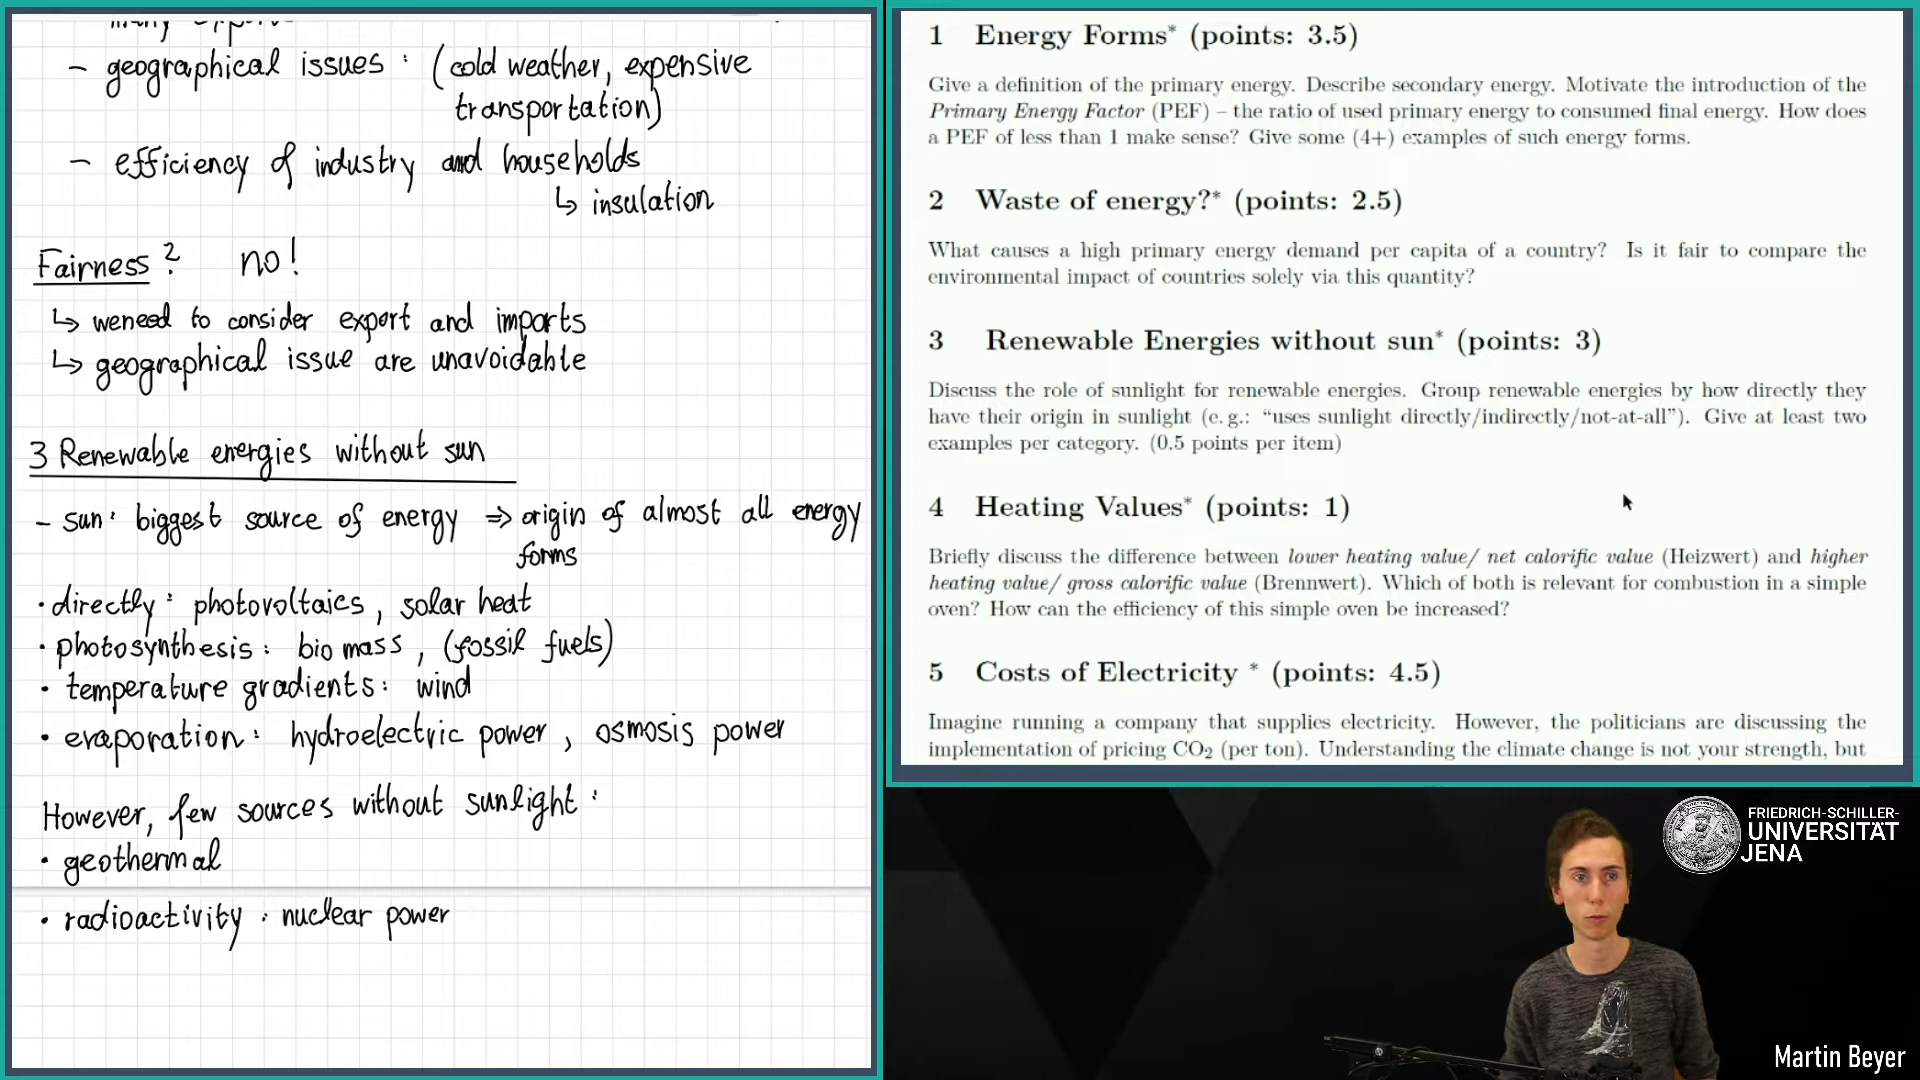 - geographical issues : (cold weather, expensive
transportation)
- efficiency of industry and households
↳ insulation
Fairness? no!
↳ weneed to consider export and imports
↳ geographical issue are unavoidable
3 Renewable energies without sun
- sun: biggest source of energy ⇒ origin of almost all energy
forms
• directly: photovoltaics, solar heat
• photosynthesis: bio mass, (fossil fuels)
• temperature gradients: wind
• evaporation: hydroelectric power, osmosis power
However, few sources without sunlight:
• geothermal
• radioactivity: nuclear power
1 Energy Forms* (points: 3.5)
Give a definition of the primary energy. Describe secondary energy. Motivate the introduction of the
Primary Energy Factor (PEF) – the ratio of used primary energy to consumed final energy. How does
a PEF of less than 1 make sense? Give some (4+) examples of such energy forms.
2 Waste of energy?* (points: 2.5)
What causes a high primary energy demand per capita of a country? Is it fair to compare the
environmental impact of countries solely via this quantity?
3 Renewable Energies without sun* (points: 3)
Discuss the role of sunlight for renewable energies. Group renewable energies by how directly they
have their origin in sunlight (e.g.: “uses sunlight directly/indirectly/not-at-all”). Give at least two
examples per category. (0.5 points per item)
4 Heating Values* (points: 1)
Briefly discuss the difference between lower heating value/ net calorific value (Heizwert) and higher
heating value/ gross calorific value (Brennwert). Which of both is relevant for combustion in a simple
oven? How can the efficiency of this simple oven be increased?
5 Costs of Electricity * (points: 4.5)
Imagine running a company that supplies electricity. However, the politicians are discussing the
implementation of pricing CO₂ (per ton). Understanding the climate change is not your strength, but
FRIEDRICH-SCHILLER-
UNIVERSITÄT
JENA
Martin Beyer